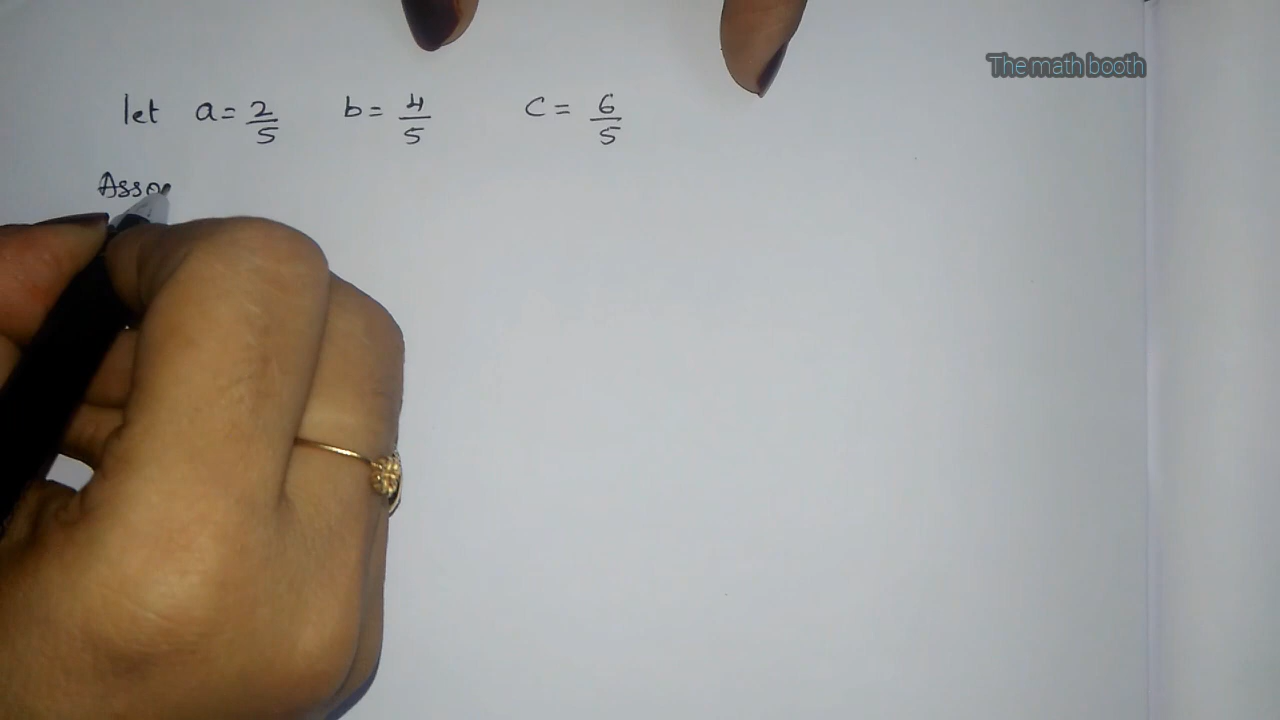 The math booth
let a = 2/5 b = 4/5 c = 6/5
Asso